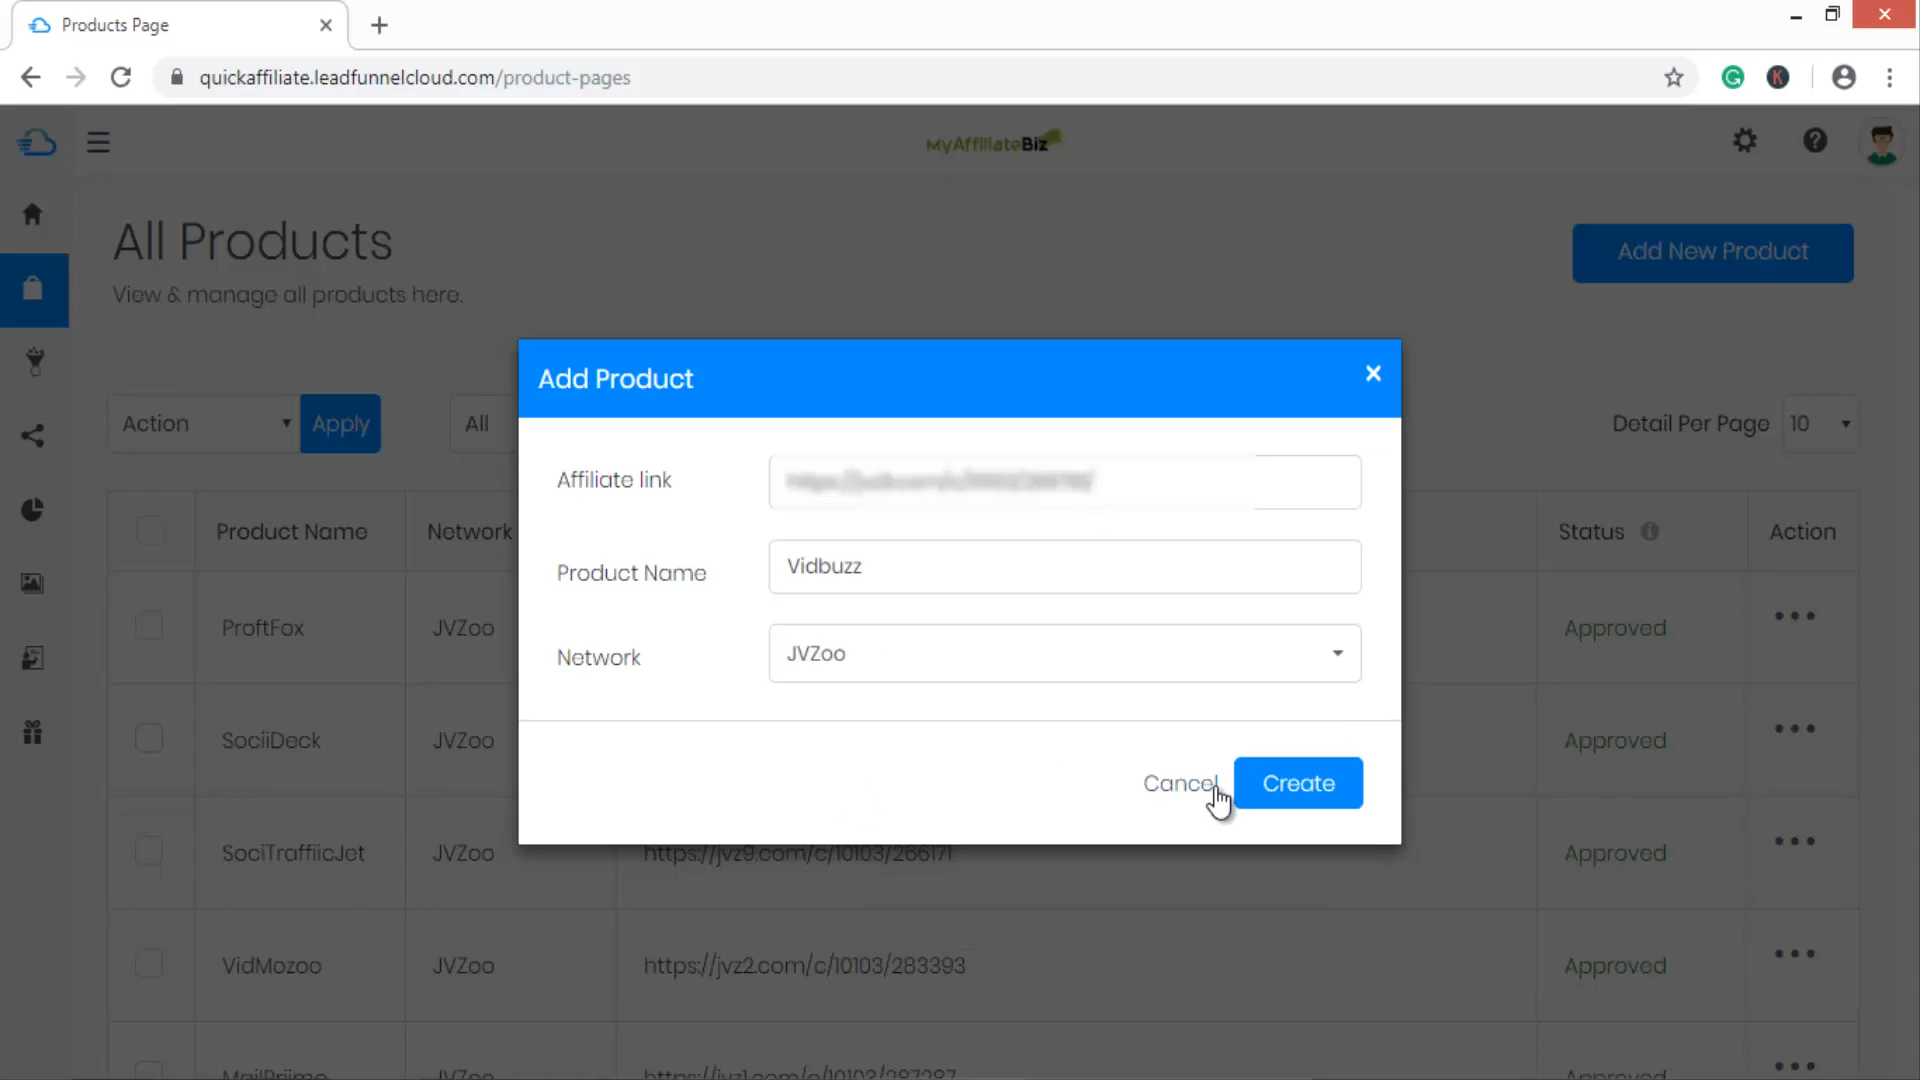 Products Page
quickaffiliate.leadfunnelcloud.com/product-pages
MyAffiliateBiz
All Products
View & manage all products here.
Add New Product
Action
Apply
All
Detail Per Page 10
Add Product
Affiliate link
Product Name
Vidbuzz
Network
JVZoo
Cancel
Create
Product Name Network Status Action
ProftFox JVZoo Approved
SociiDeck JVZoo Approved
SociTraffiicJet JVZoo https://jvz9.com/c/10103/266171 Approved
VidMozoo JVZoo https://jvz2.com/c/10103/283393 Approved
MailPriimo JVZoo https://jvz1.com/c/10103/287287 Approved